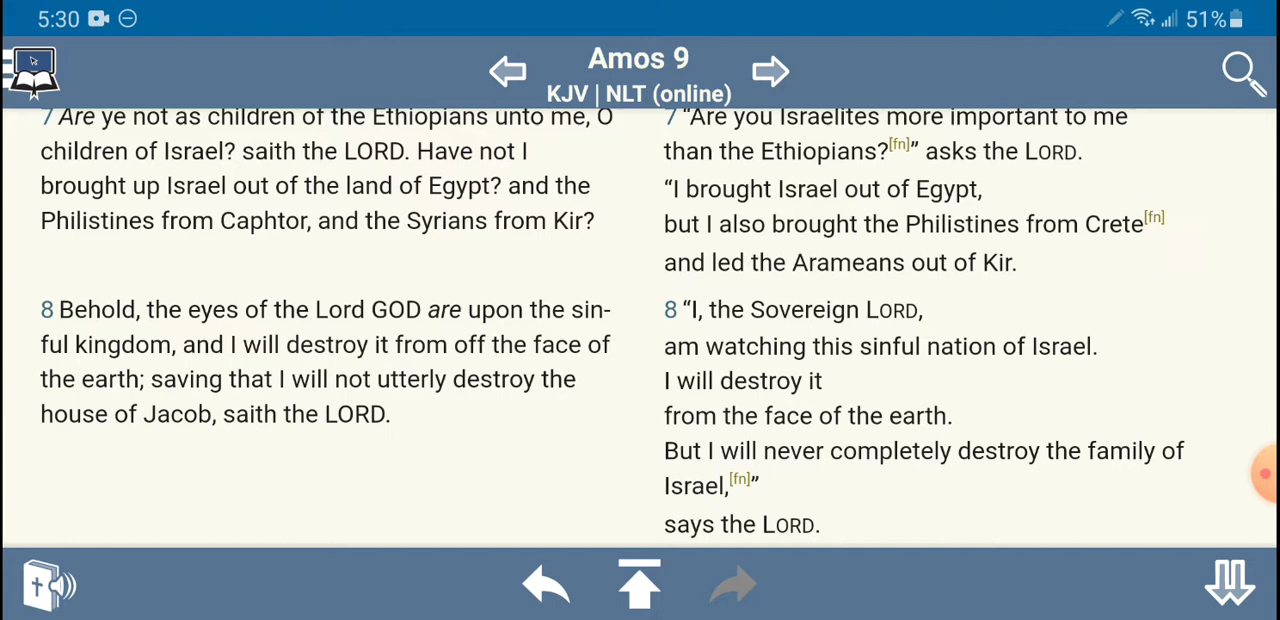 5:30
51%
Amos 9
KJV | NLT (online)
7 Are ye not as children of the Ethiopians unto me, O
children of Israel? saith the LORD. Have not I
brought up Israel out of the land of Egypt? and the
Philistines from Caphtor, and the Syrians from Kir?
8 Behold, the eyes of the Lord GOD are upon the sin-
ful kingdom, and I will destroy it from off the face of
the earth; saving that I will not utterly destroy the
house of Jacob, saith the LORD.
7 “Are you Israelites more important to me
than the Ethiopians?[fn]” asks the LORD.
“I brought Israel out of Egypt,
but I also brought the Philistines from Crete[fn]
and led the Arameans out of Kir.
8 “I, the Sovereign LORD,
am watching this sinful nation of Israel.
I will destroy it
from the face of the earth.
But I will never completely destroy the family of
Israel,[fn]”
says the LORD.